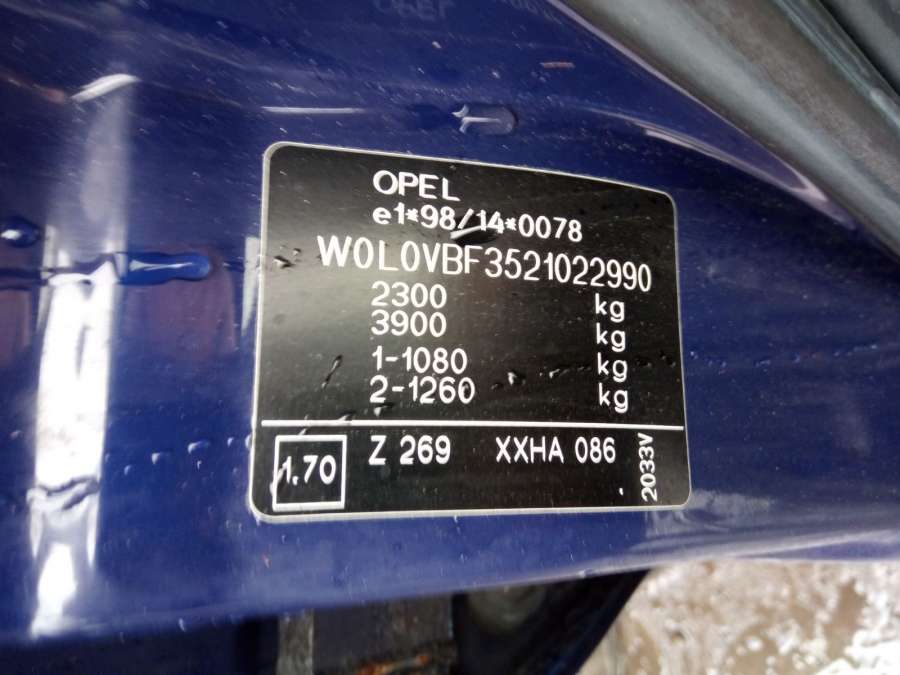 OPEL
e1*98/14*0078
W0L0VBF3521022990
2300 kg
3900 kg
1-1080 kg
2-1260 kg
1.70 Z 269 XXHA 086
2033V